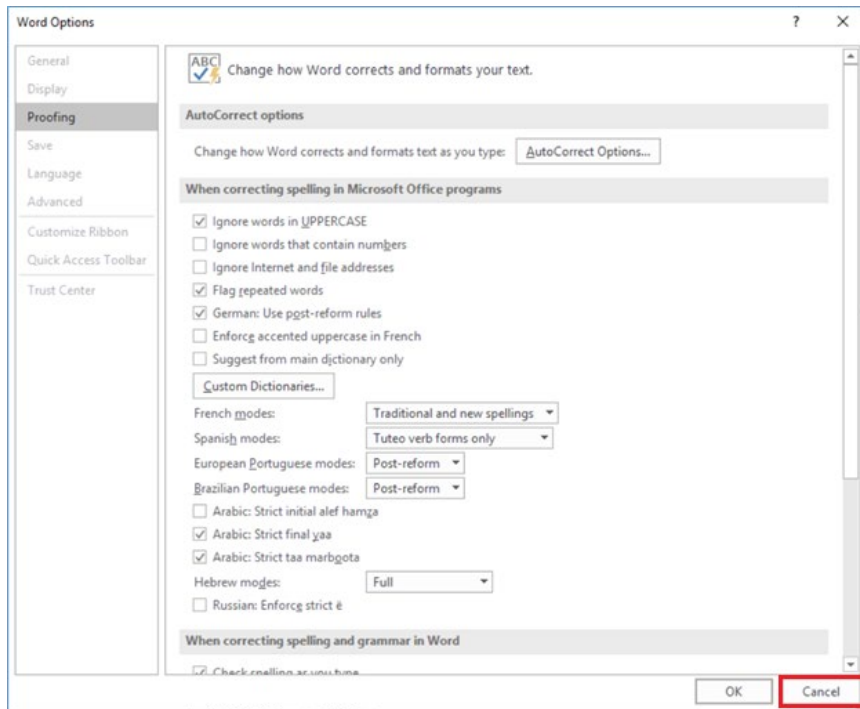 Word Options
?
General
Display
Proofing
Save
Language
Advanced
Customize Ribbon
Quick Access Toolbar
Trust Center
ABC
Change how Word corrects and formats your text.
AutoCorrect options
Change how Word corrects and formats text as you type: AutoCorrect Options...
When correcting spelling in Microsoft Office programs
Ignore words in UPPERCASE
Ignore words that contain numbers
Ignore Internet and file addresses
Flag repeated words
German: Use post-reform rules
Enforce accented uppercase in French
Suggest from main dictionary only
Custom Dictionaries...
French modes: Traditional and new spellings
Spanish modes: Tuteo verb forms only
European Portuguese modes: Post-reform
Brazilian Portuguese modes: Post-reform
Arabic: Strict initial alef hamza
Arabic: Strict final yaa
Arabic: Strict taa marboota
Hebrew modes: Full
Russian: Enforce strict ё
When correcting spelling and grammar in Word
Check spelling as you type
OK Cancel